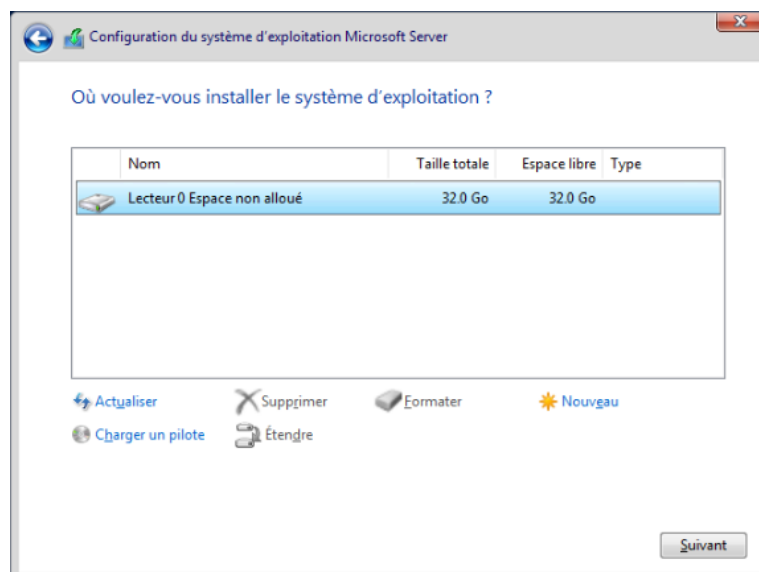 Configuration du système d'exploitation Microsoft Server
Où voulez-vous installer le système d'exploitation ?
Nom Taille totale Espace libre Type
Lecteur 0 Espace non alloué 32.0 Go 32.0 Go
Actualiser Supprimer Formater Nouveau
Charger un pilote Étendre
Suivant